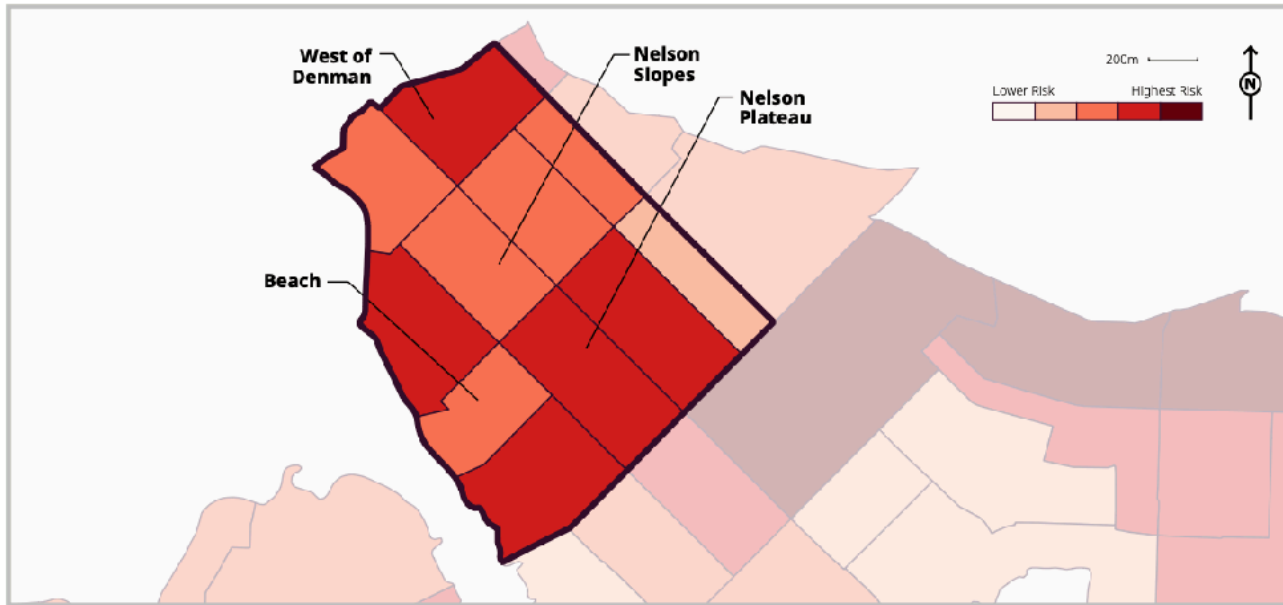 West of
Denman
Nelson
Slopes
Nelson
Plateau
Beach
200m
Lower Risk
Highest Risk
N